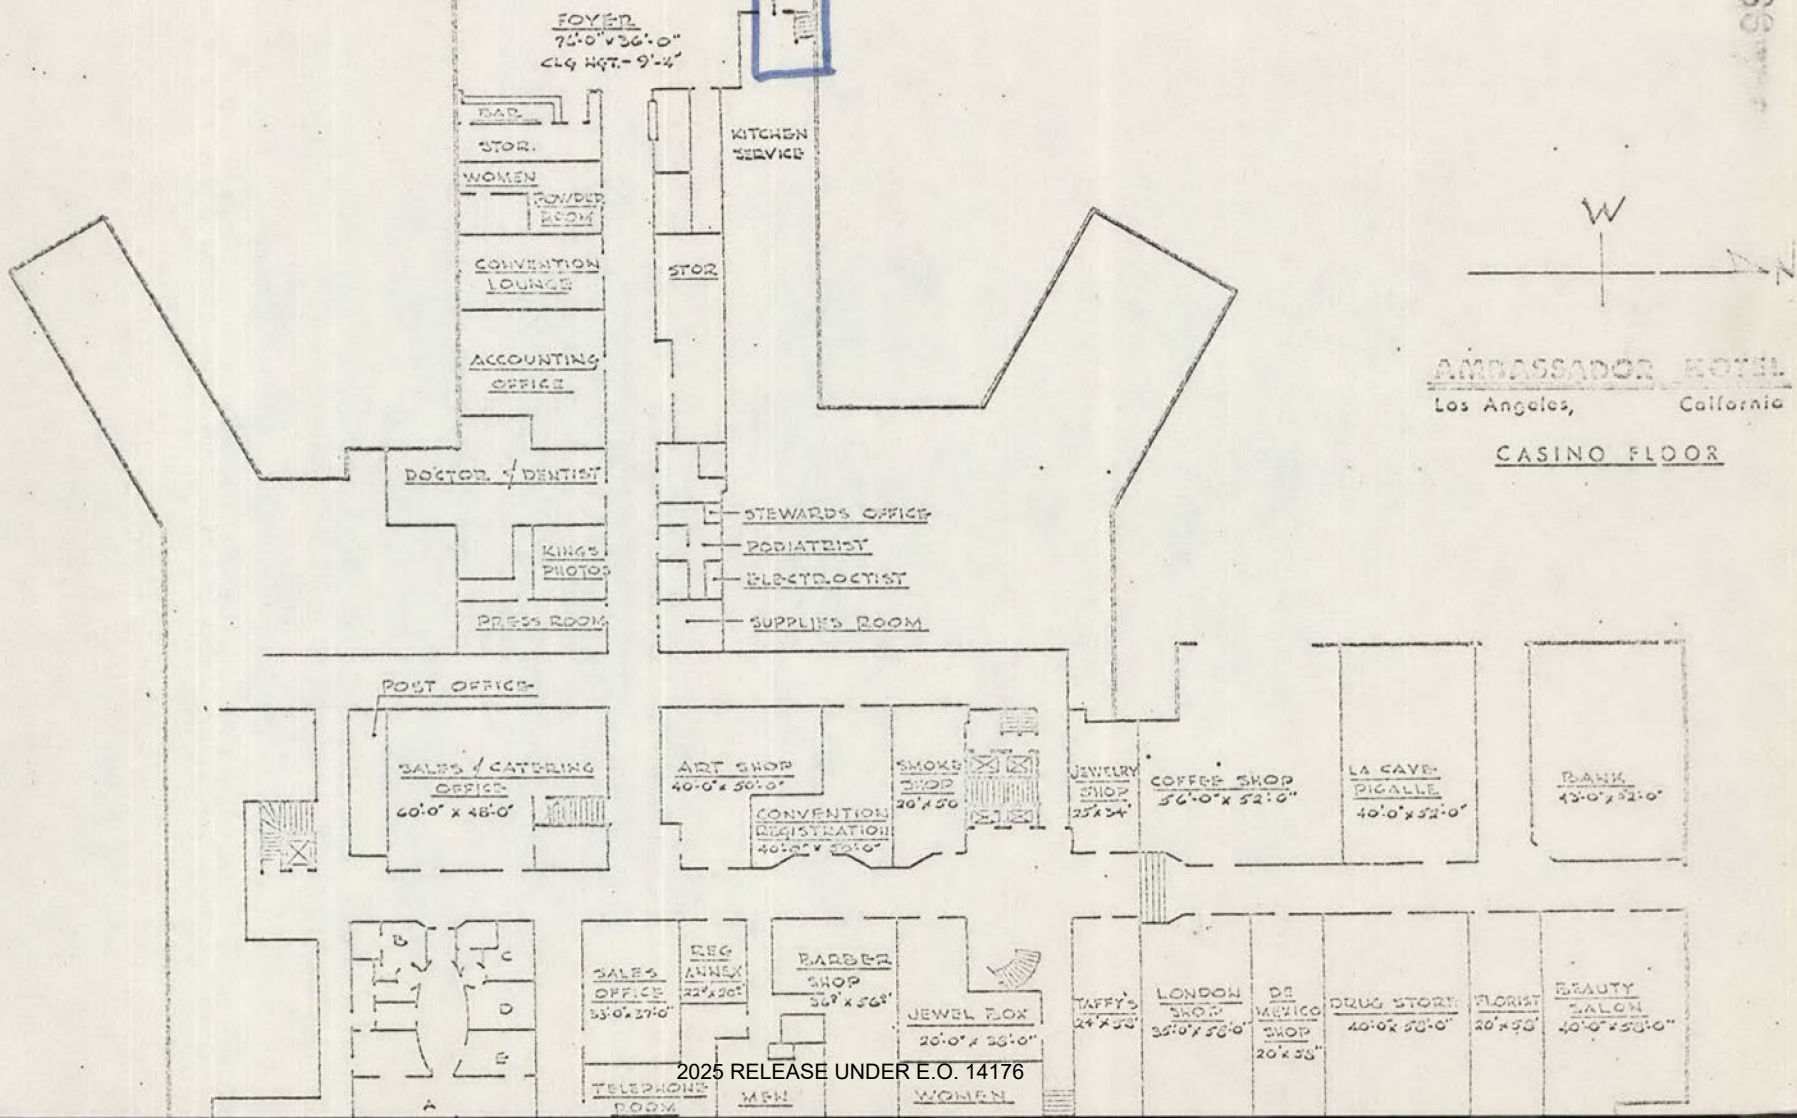 FOYER
76'-0" x 36'-0"
CLG HGT.- 9'-4"
BAR
STOR.
KITCHEN
SERVICE
WOMEN
POWDER
ROOM
W
CONVENTION
LOUNGE
STOR
N
ACCOUNTING
OFFICE
AMBASSADOR HOTEL
Los Angeles, California
CASINO FLOOR
DOCTOR & DENTIST
STEWARDS OFFICE
KINGS
PHOTOS
PODIATRIST
ELECTROCTIST
PRESS ROOM
SUPPLIES ROOM
POST OFFICE
SALES & CATERING
OFFICE
60'-0" x 48'-0"
ART SHOP
40'-0" x 50'-0"
CONVENTION
REGISTRATION
40'-0" x 50'-0"
SMOKE
SHOP
20' x 50
JEWELRY
SHOP
25' x 34'
COFFEE SHOP
56'-0" x 52'-0"
LA CAVE
PIGALLE
40'-0" x 52'-0"
BANK
43'-0" x 52'-0"
B
C
D
E
A
SALES
OFFICE
33'-0" x 37'-0"
REG
ANNEX
22' x 20'
BARBER
SHOP
36' x 56'
JEWEL BOX
20'-0" x 38'-0"
TAFFY'S
24' x 58'
LONDON
SHOP
35'-0" x 58'-0"
DE
MEXICO
SHOP
20' x 58'
DRUG STORE
40'-0" x 58'-0"
FLORIST
20' x 58'
BEAUTY
SALON
40'-0" x 58'-0"
2025 RELEASE UNDER E.O. 14176
TELEPHONE
ROOM
MEN
WOMEN